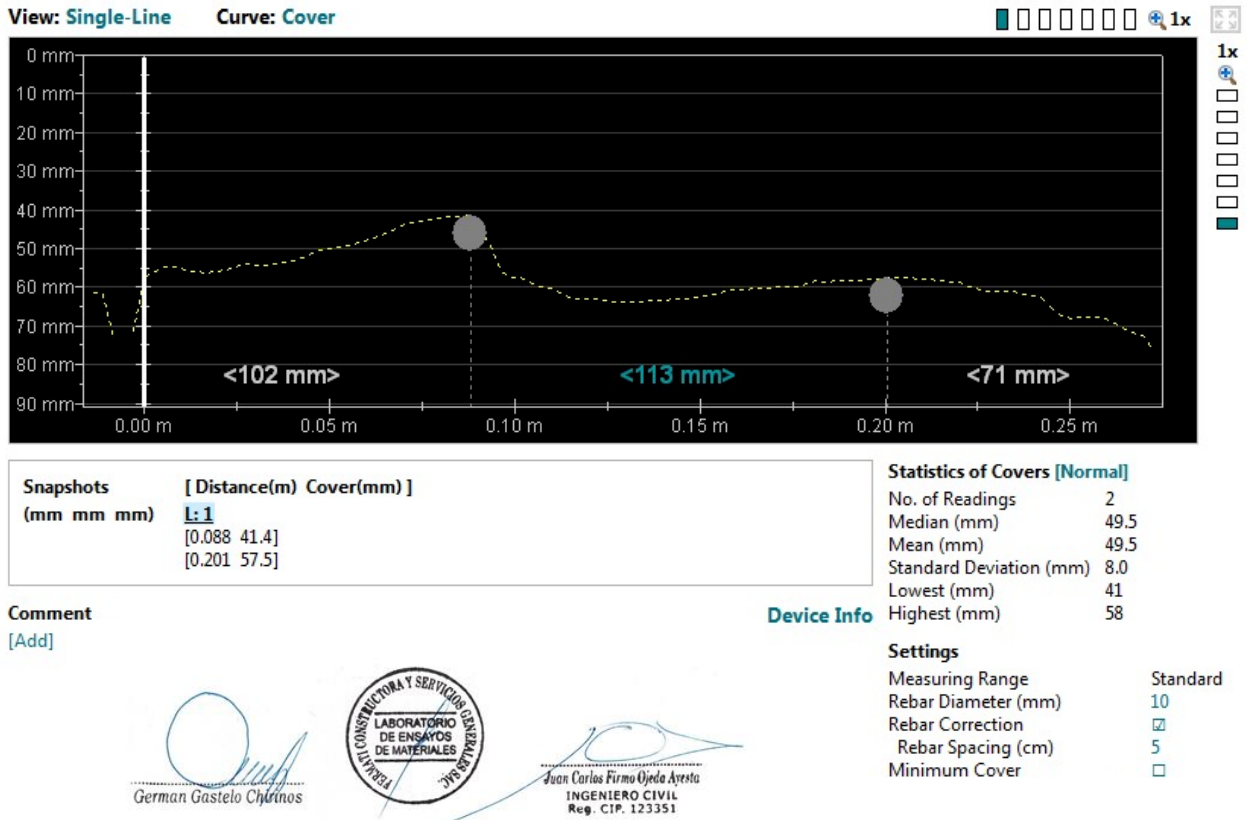 View: Single-Line Curve: Cover
1x
1x
0 mm
10 mm
20 mm
30 mm
40 mm
50 mm
60 mm
70 mm
80 mm
90 mm
<102 mm> <113 mm> <71 mm>
0.00 m 0.05 m 0.10 m 0.15 m 0.20 m 0.25 m
Snapshots [ Distance(m) Cover(mm) ]
(mm mm mm) L: 1
[0.088 41.4]
[0.201 57.5]
Statistics of Covers [Normal]
No. of Readings 2
Median (mm) 49.5
Mean (mm) 49.5
Standard Deviation (mm) 8.0
Lowest (mm) 41
Highest (mm) 58
Comment
Device Info
[Add]
Settings
Measuring Range Standard
Rebar Diameter (mm) 10
Rebar Correction ☑
Rebar Spacing (cm) 5
Minimum Cover ☐
German Gastelo Chirinos
FERMATI CONSTRUCTORA Y SERVICIOS GENERALES SAC.
LABORATORIO
DE ENSAYOS
DE MATERIALES
Juan Carlos Firmo Ojeda Ayesta
INGENIERO CIVIL
Reg. CIP. 123351